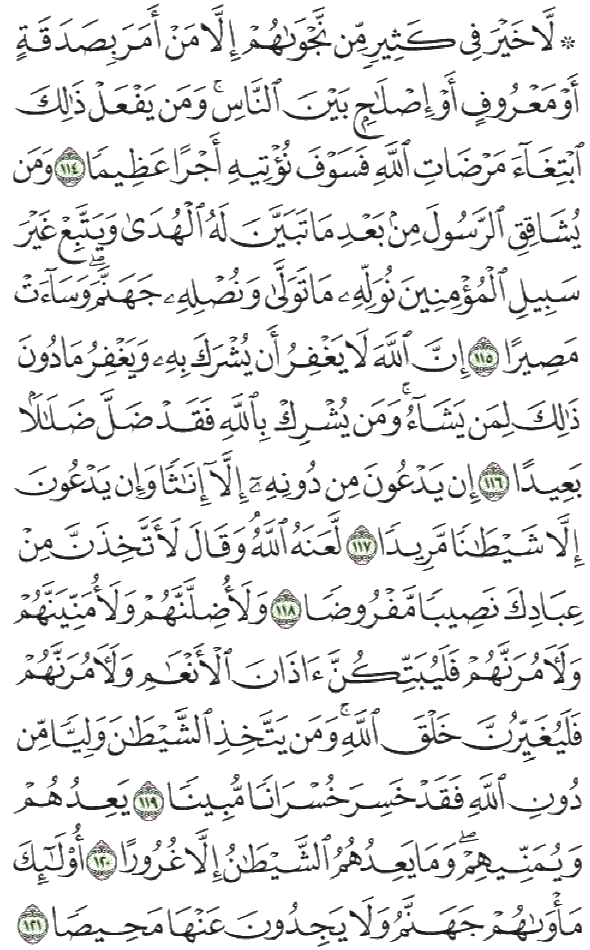 ۞ لَّا خَيْرَ فِى كَثِيرٍ مِّن نَّجْوَىٰهُمْ إِلَّا مَنْ أَمَرَ بِصَدَقَةٍ
أَوْ مَعْرُوفٍ أَوْ إِصْلَٰحٍۭ بَيْنَ ٱلنَّاسِ ۚ وَمَن يَفْعَلْ ذَٰلِكَ
ٱبْتِغَآءَ مَرْضَاتِ ٱللَّهِ فَسَوْفَ نُؤْتِيهِ أَجْرًا عَظِيمًا ١١٤ وَمَن
يُشَاقِقِ ٱلرَّسُولَ مِنۢ بَعْدِ مَا تَبَيَّنَ لَهُ ٱلْهُدَىٰ وَيَتَّبِعْ غَيْرَ
سَبِيلِ ٱلْمُؤْمِنِينَ نُوَلِّهِۦ مَا تَوَلَّىٰ وَنُصْلِهِۦ جَهَنَّمَ ۖ وَسَآءَتْ
مَصِيرًا ١١٥ إِنَّ ٱللَّهَ لَا يَغْفِرُ أَن يُشْرَكَ بِهِۦ وَيَغْفِرُ مَا دُونَ
ذَٰلِكَ لِمَن يَشَآءُ ۚ وَمَن يُشْرِكْ بِٱللَّهِ فَقَدْ ضَلَّ ضَلَٰلًۢا
بَعِيدًا ١١٦ إِن يَدْعُونَ مِن دُونِهِۦٓ إِلَّآ إِنَٰثًا وَإِن يَدْعُونَ
إِلَّا شَيْطَٰنًا مَّرِيدًا ١١٧ لَّعَنَهُ ٱللَّهُ ۘ وَقَالَ لَأَتَّخِذَنَّ مِنْ
عِبَادِكَ نَصِيبًا مَّفْرُوضًا ١١٨ وَلَأُضِلَّنَّهُمْ وَلَأُمَنِّيَنَّهُمْ
وَلَءَامُرَنَّهُمْ فَلَيُبَتِّكُنَّ ءَاذَانَ ٱلْأَنْعَٰمِ وَلَءَامُرَنَّهُمْ
فَلَيُغَيِّرُنَّ خَلْقَ ٱللَّهِ ۚ وَمَن يَتَّخِذِ ٱلشَّيْطَٰنَ وَلِيًّا مِّن
دُونِ ٱللَّهِ فَقَدْ خَسِرَ خُسْرَانًا مُّبِينًا ١١٩ يَعِدُهُمْ
وَيُمَنِّيهِمْ ۖ وَمَا يَعِدُهُمُ ٱلشَّيْطَٰنُ إِلَّا غُرُورًا ١٢٠ أُو۟لَٰٓئِكَ
مَأْوَىٰهُمْ جَهَنَّمُ وَلَا يَجِدُونَ عَنْهَا مَحِيصًا ١٢١